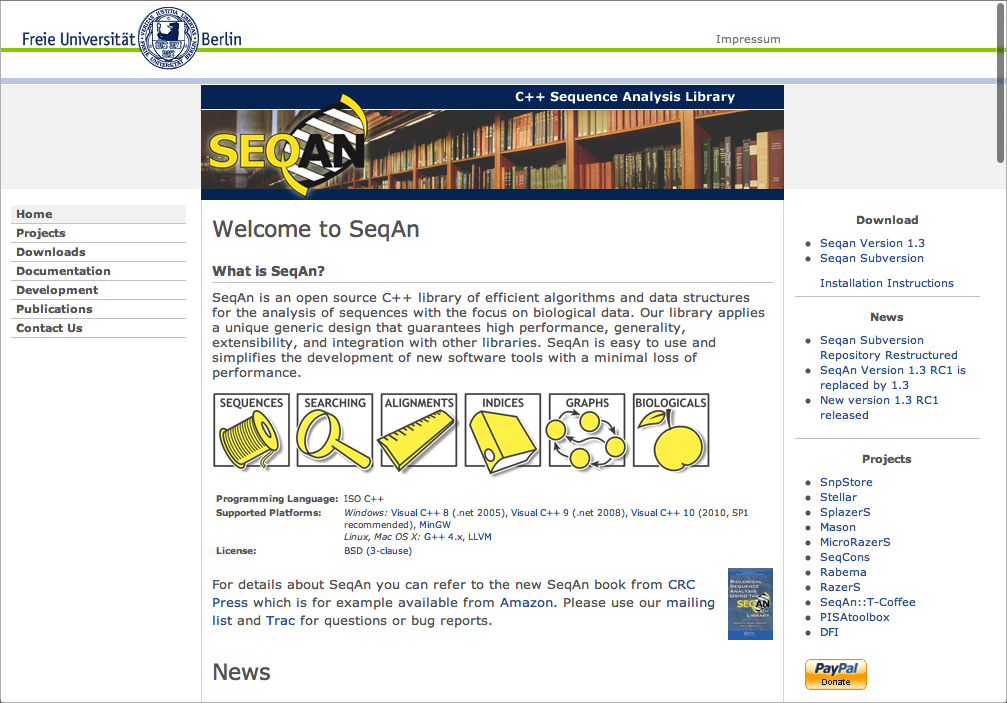 Freie Universität Berlin
Impressum
C++ Sequence Analysis Library
SEQAN
Home
Projects
Downloads
Documentation
Development
Publications
Contact Us
Welcome to SeqAn
What is SeqAn?
SeqAn is an open source C++ library of efficient algorithms and data structures
for the analysis of sequences with the focus on biological data. Our library applies
a unique generic design that guarantees high performance, generality,
extensibility, and integration with other libraries. SeqAn is easy to use and
simplifies the development of new software tools with a minimal loss of
performance.
SEQUENCES SEARCHING ALIGNMENTS INDICES GRAPHS BIOLOGICALS
Programming Language: ISO C++
Supported Platforms: Windows: Visual C++ 8 (.net 2005), Visual C++ 9 (.net 2008), Visual C++ 10 (2010, SP1
recommended), MinGW
Linux, Mac OS X: G++ 4.x, LLVM
License: BSD (3-clause)
For details about SeqAn you can refer to the new SeqAn book from CRC
Press which is for example available from Amazon. Please use our mailing
list and Trac for questions or bug reports.
BIOLOGICAL
SEQUENCE
ANALYSIS
USING THE
SEQAN
C++
LIBRARY
News
Download
Seqan Version 1.3
Seqan Subversion
Installation Instructions
News
Seqan Subversion
Repository Restructured
SeqAn Version 1.3 RC1 is
replaced by 1.3
New version 1.3 RC1
released
Projects
SnpStore
Stellar
SplazerS
Mason
MicroRazerS
SeqCons
Rabema
RazerS
SeqAn::T-Coffee
PISAtoolbox
DFI
PayPal
Donate